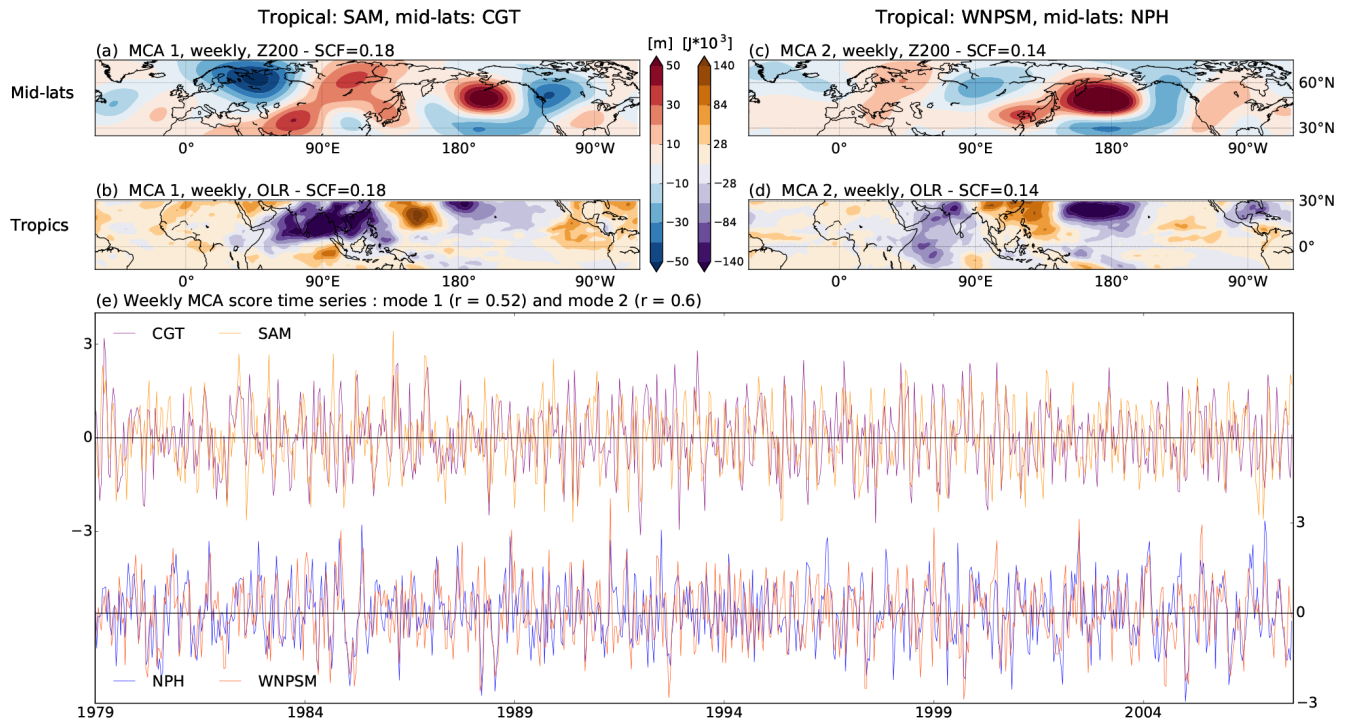 Tropical: SAM, mid-lats: CGT
Tropical: WNPSM, mid-lats: NPH
(a) MCA 1, weekly, Z200 - SCF=0.18
[m] [J*10^3]
(c) MCA 2, weekly, Z200 - SCF=0.14
Mid-lats
50 140
30 84
10 28
−10 −28
−30 −84
−50 −140
60°N
30°N
0° 90°E 180° 90°W
0° 90°E 180° 90°W
(b) MCA 1, weekly, OLR - SCF=0.18
(d) MCA 2, weekly, OLR - SCF=0.14
Tropics
30°N
0°
0° 90°E 180° 90°W
0° 90°E 180° 90°W
(e) Weekly MCA score time series : mode 1 (r = 0.52) and mode 2 (r = 0.6)
CGT SAM
3
0
−3
3
0
−3
NPH WNPSM
1979 1984 1989 1994 1999 2004